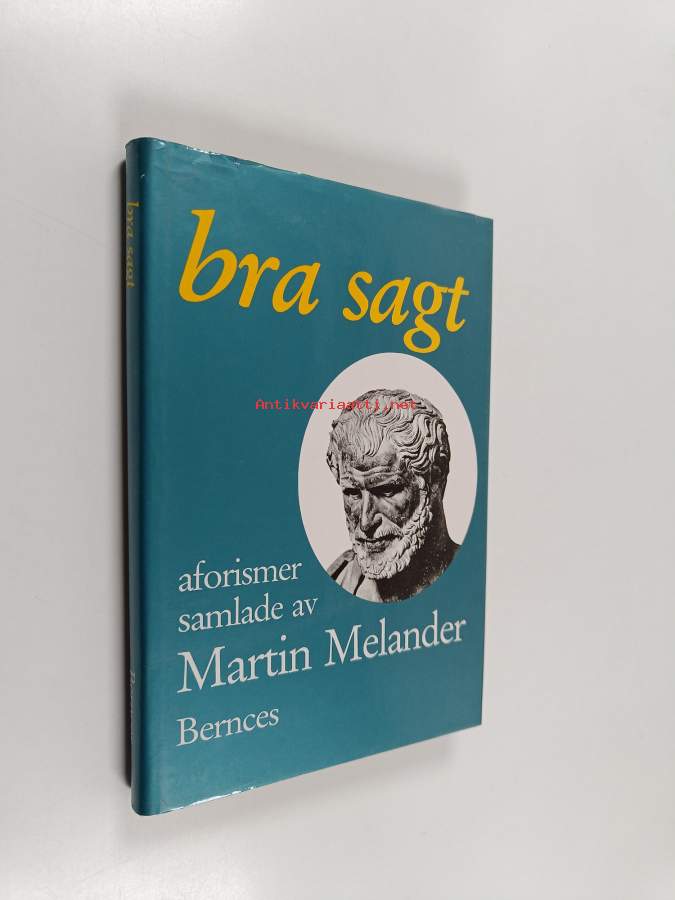 bra sagt
Antikvariaatti.net
aforismer
samlade av
Martin Melander
Bernces
bra sagt